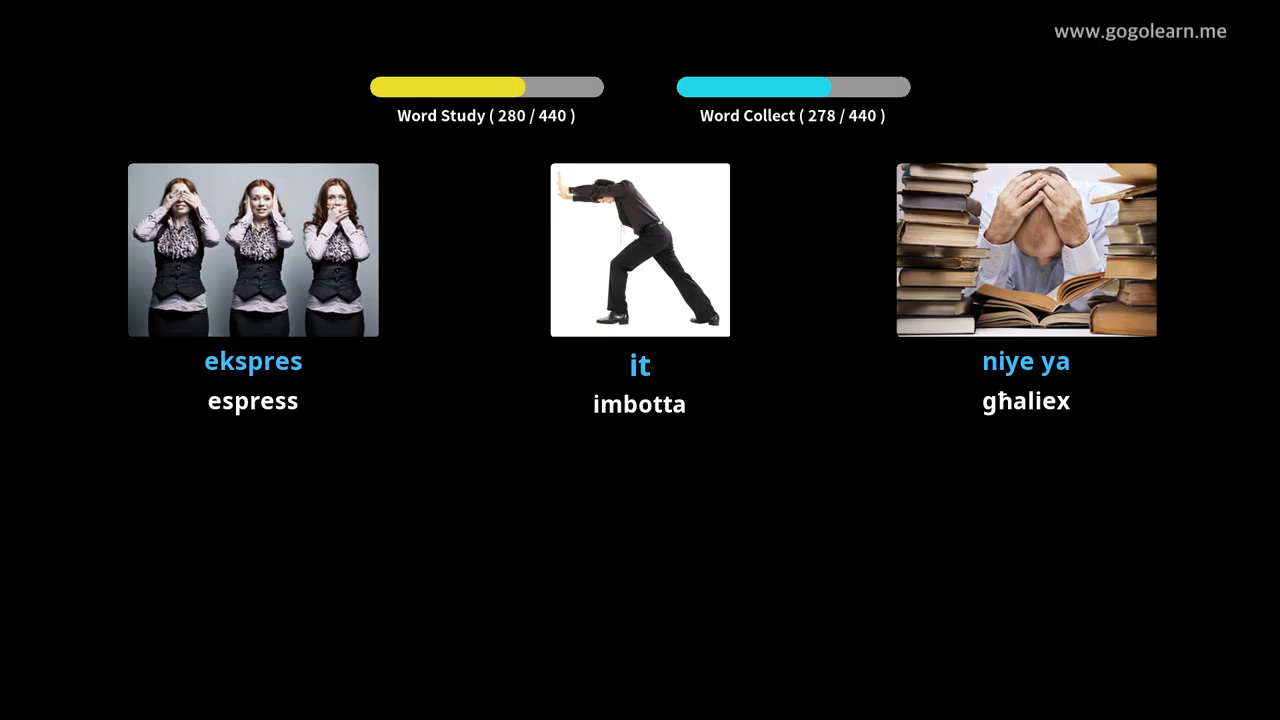 www.gogolearn.me
Word Study ( 280 / 440 )
Word Collect ( 278 / 440 )
ekspres
espress
it
imbotta
niye ya
għaliex